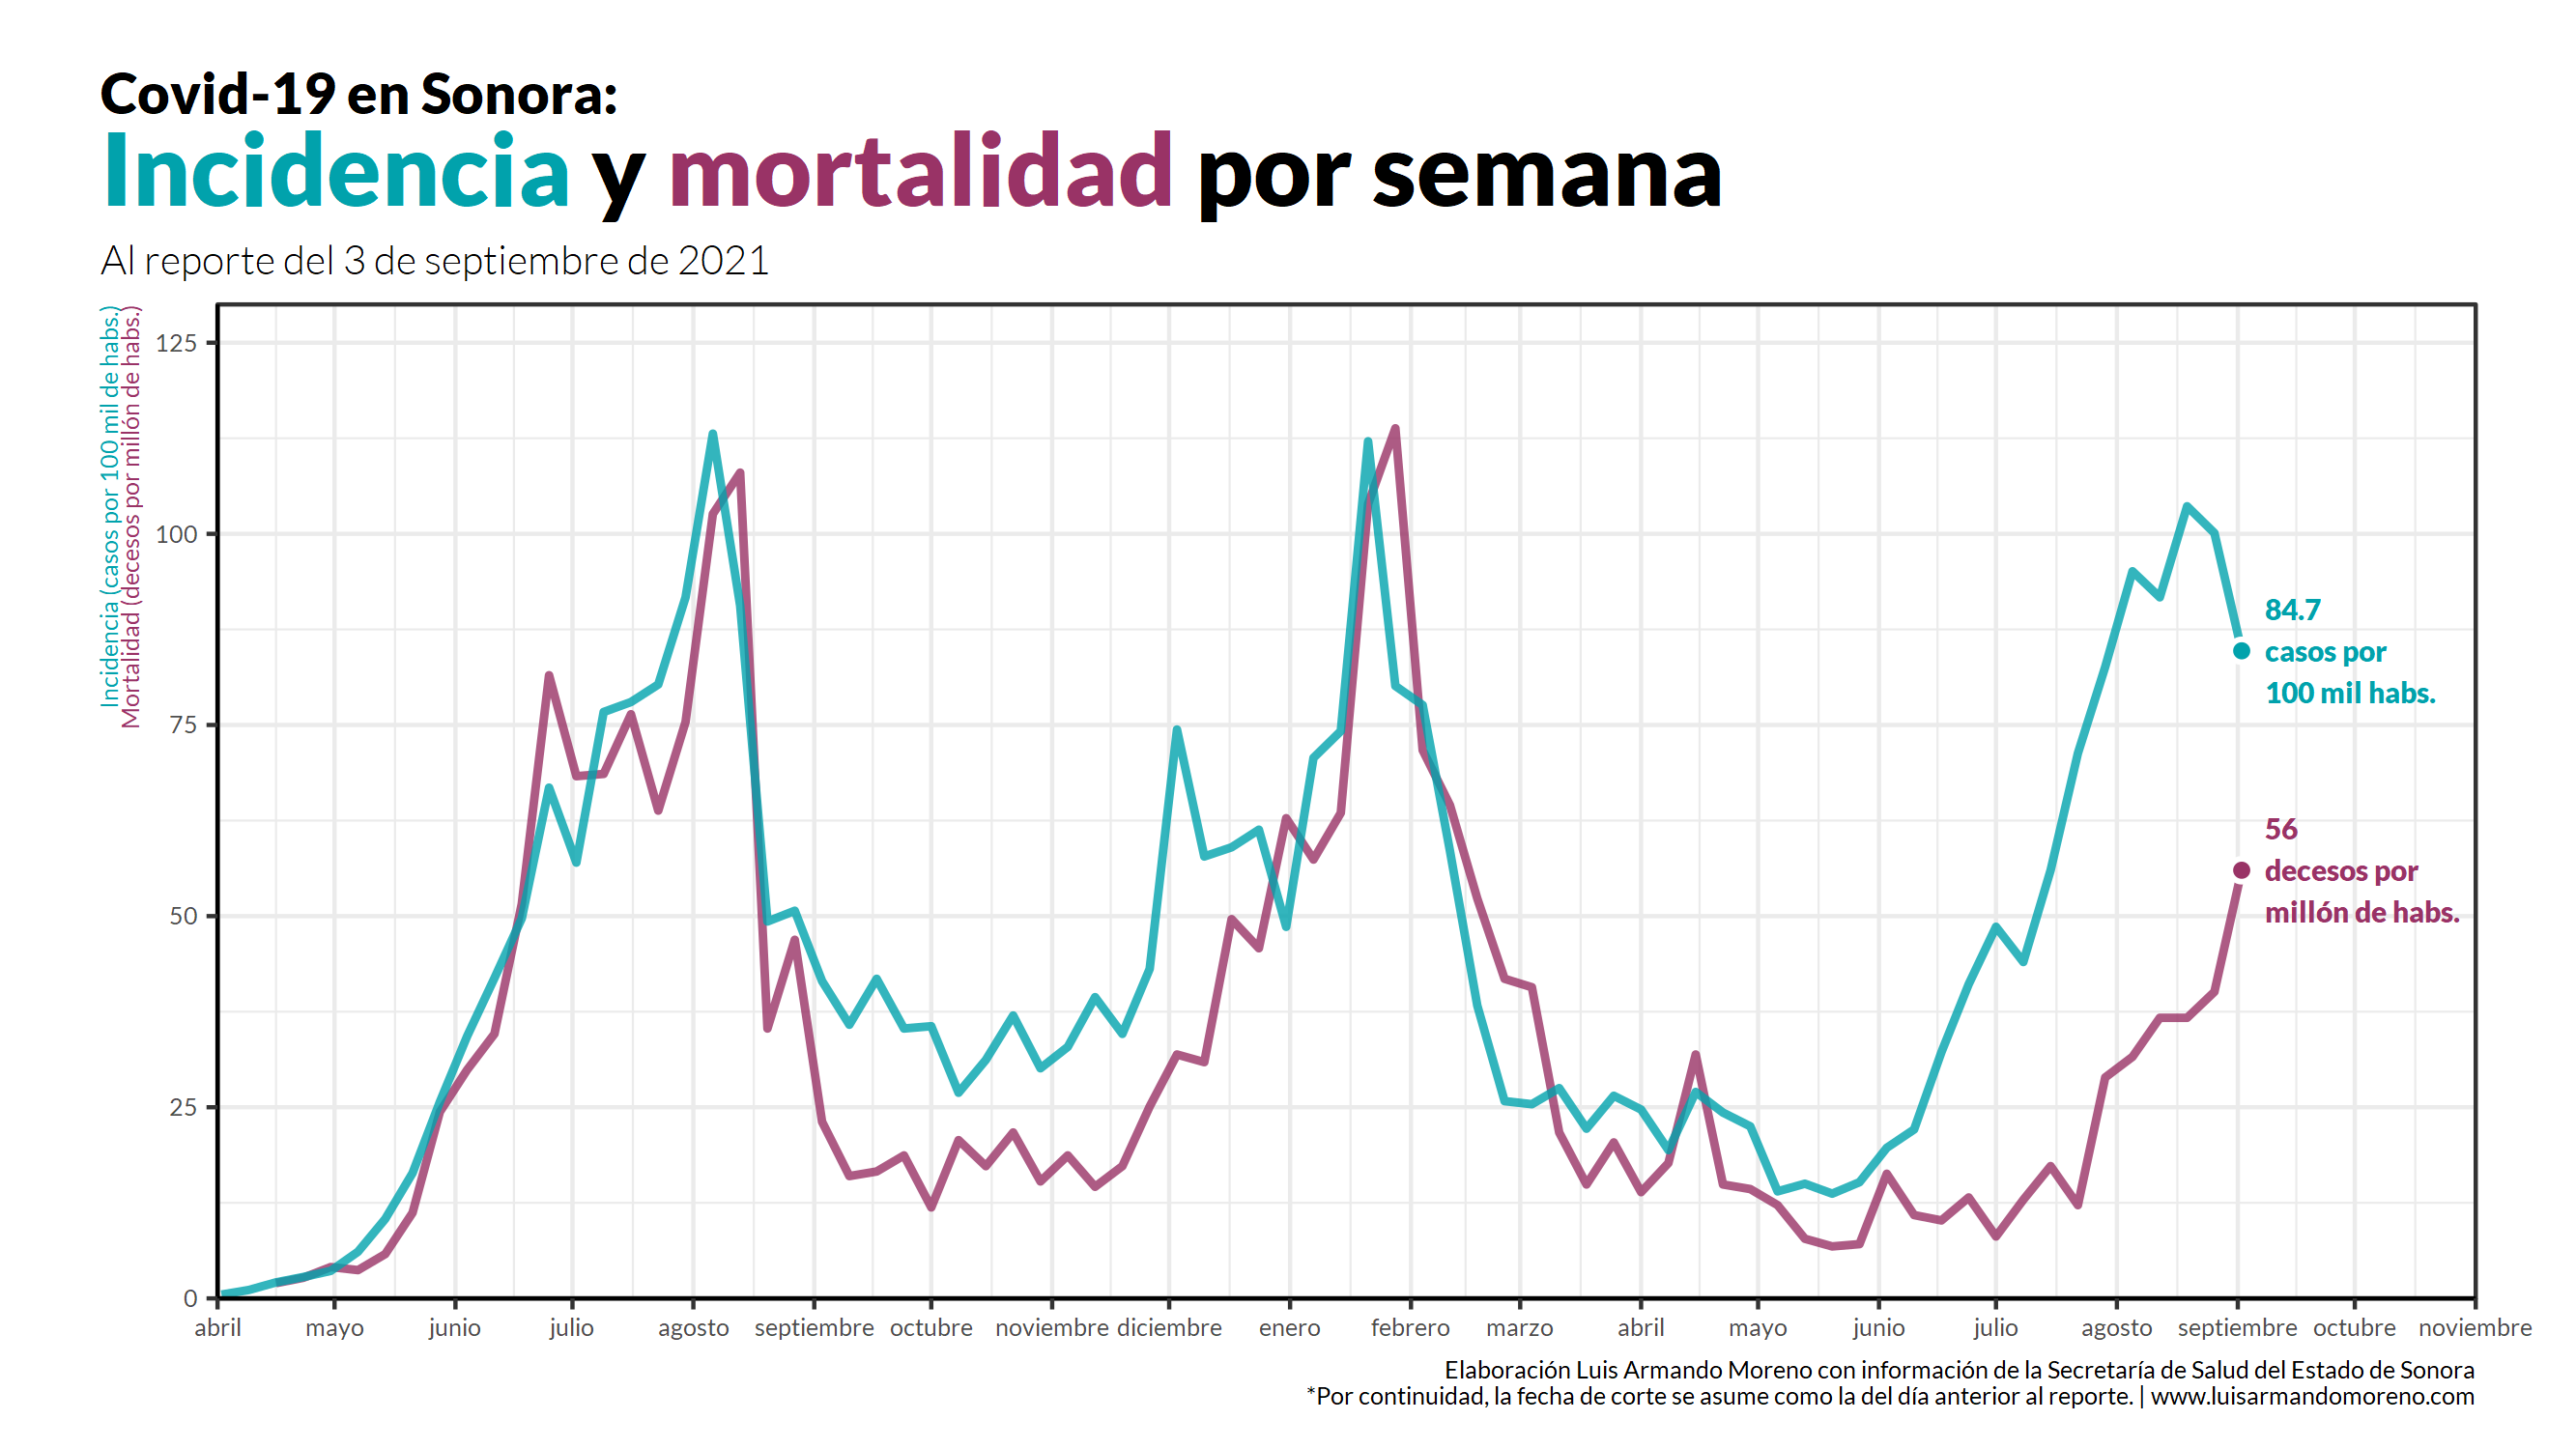 Covid-19 en Sonora:
Incidencia y mortalidad por semana
Al reporte del 3 de septiembre de 2021
Incidencia (casos por 100 mil de habs.)
Mortalidad (decesos por millón de habs.)
125
100
75
50
25
0
84.7
casos por
100 mil habs.
56
decesos por
millón de habs.
abril mayo junio julio agosto septiembre octubre noviembre diciembre enero febrero marzo abril mayo junio julio agosto septiembre octubre noviembre
Elaboración Luis Armando Moreno con información de la Secretaría de Salud del Estado de Sonora
*Por continuidad, la fecha de corte se asume como la del día anterior al reporte. | www.luisarmandomoreno.com